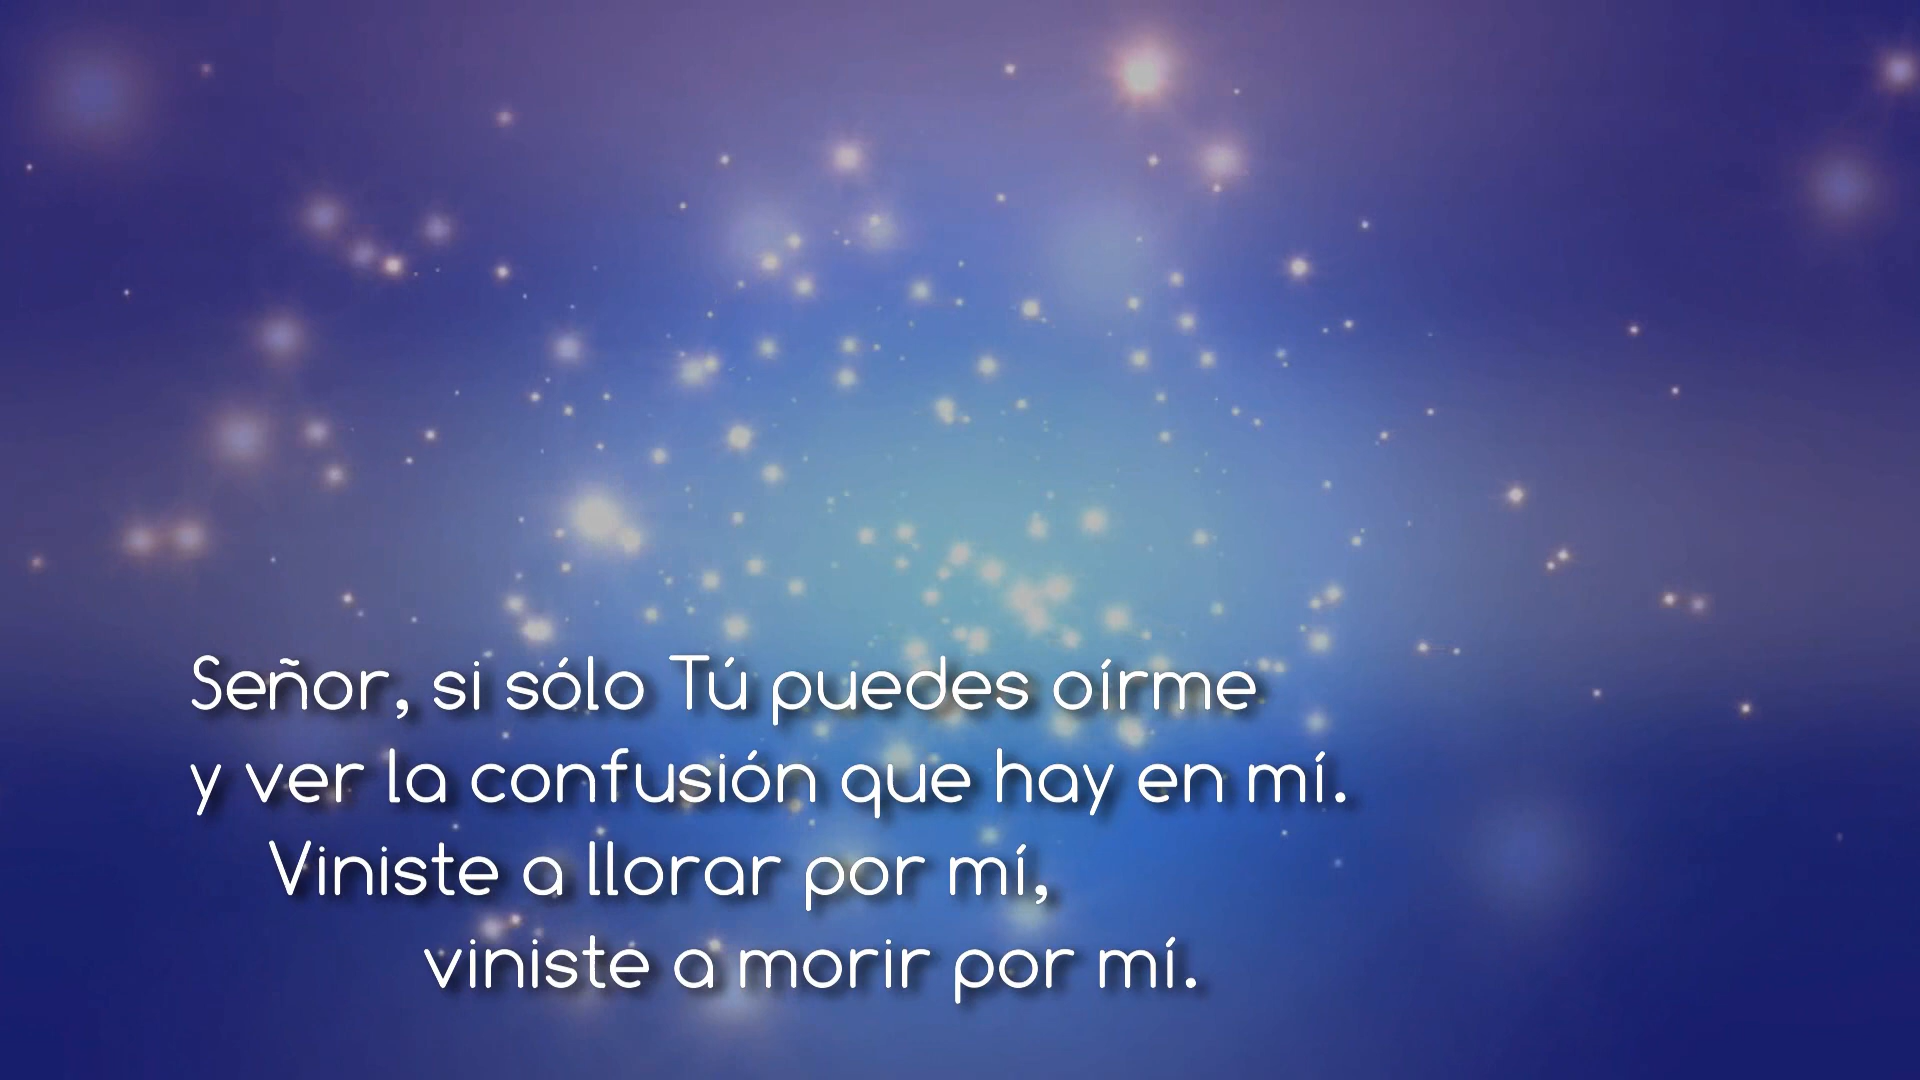 Señor, si sólo Tú puedes oírme
y ver la confusión que hay en mí.
Viniste a llorar por mí,
viniste a morir por mí.